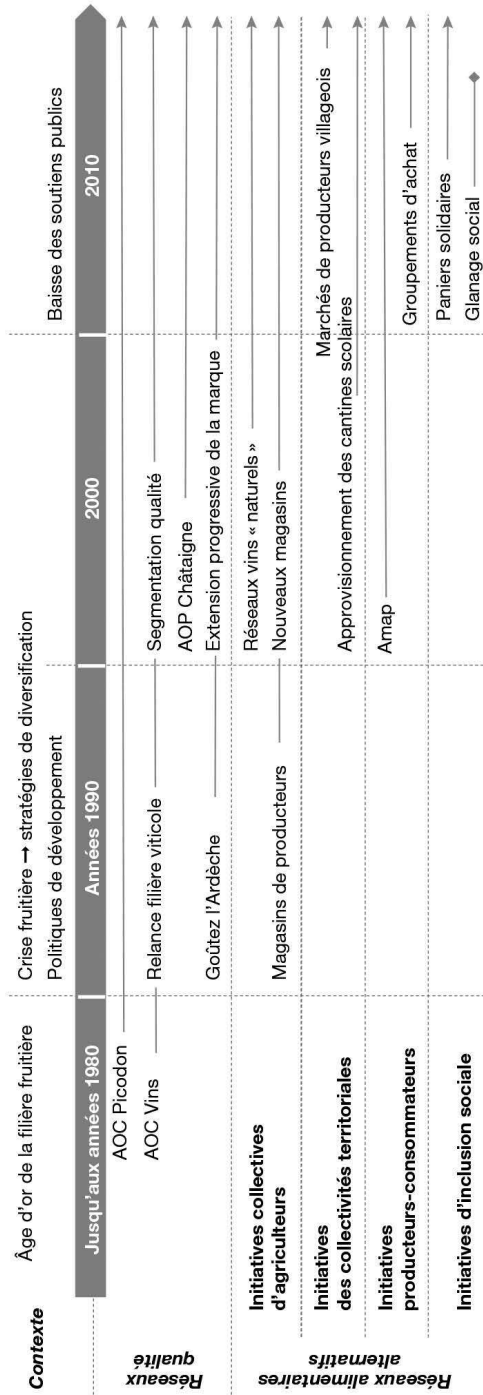 Contexte
Âge d'or de la filière fruitière
Crise fruitière → stratégies de diversification
Politiques de développement
Baisse des soutiens publics
Jusqu'aux années 1980
Années 1990
2000
2010
Réseaux
qualité
AOC Picodon
AOC Vins
Relance filière viticole
Segmentation qualité
AOP Châtaigne
Goûtez l'Ardèche
Extension progressive de la marque
Réseaux alimentaires
alternatifs
Initiatives collectives
d'agriculteurs
Réseaux vins « naturels »
Magasins de producteurs
Nouveaux magasins
Initiatives
des collectivités territoriales
Marchés de producteurs villageois
Approvisionnement des cantines scolaires
Initiatives
producteurs-consommateurs
Amap
Groupements d'achat
Initiatives d'inclusion sociale
Paniers solidaires
Glanage social